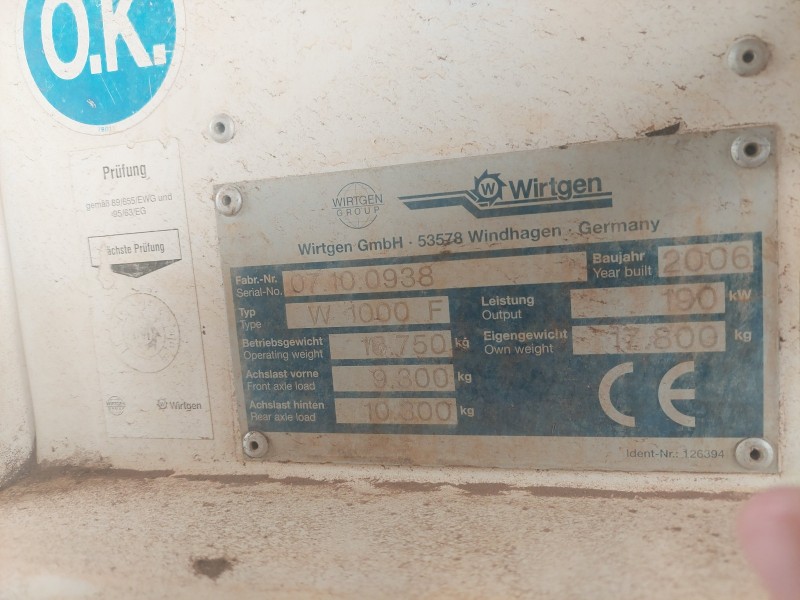 O.K.
Prüfung
gemäß 89/655/EWG und
95/63/EG
Nächste Prüfung
Wirtgen
WIRTGEN
GROUP
W Wirtgen
Wirtgen GmbH · 53578 Windhagen · Germany
Fabr.-Nr.
Serial-No.
07.10.0938
Baujahr
Year built
2006
Typ
Type
W 1000 F
Leistung
Output
190 kW
Betriebsgewicht
Operating weight
kg
Eigengewicht
Own weight
17.800 kg
Achslast vorne
Front axle load
9.300 kg
Achslast hinten
Rear axle load
10.300 kg
CE
Ident-Nr.: 126394